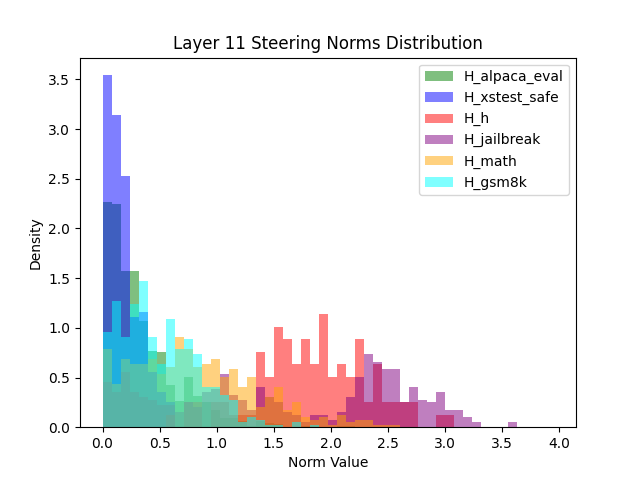 Layer 11 Steering Norms Distribution
H_alpaca_eval
H_xstest_safe
H_h
H_jailbreak
H_math
H_gsm8k
3.5
3.0
2.5
2.0
1.5
1.0
0.5
0.0
Density
0.0 0.5 1.0 1.5 2.0 2.5 3.0 3.5 4.0
Norm Value